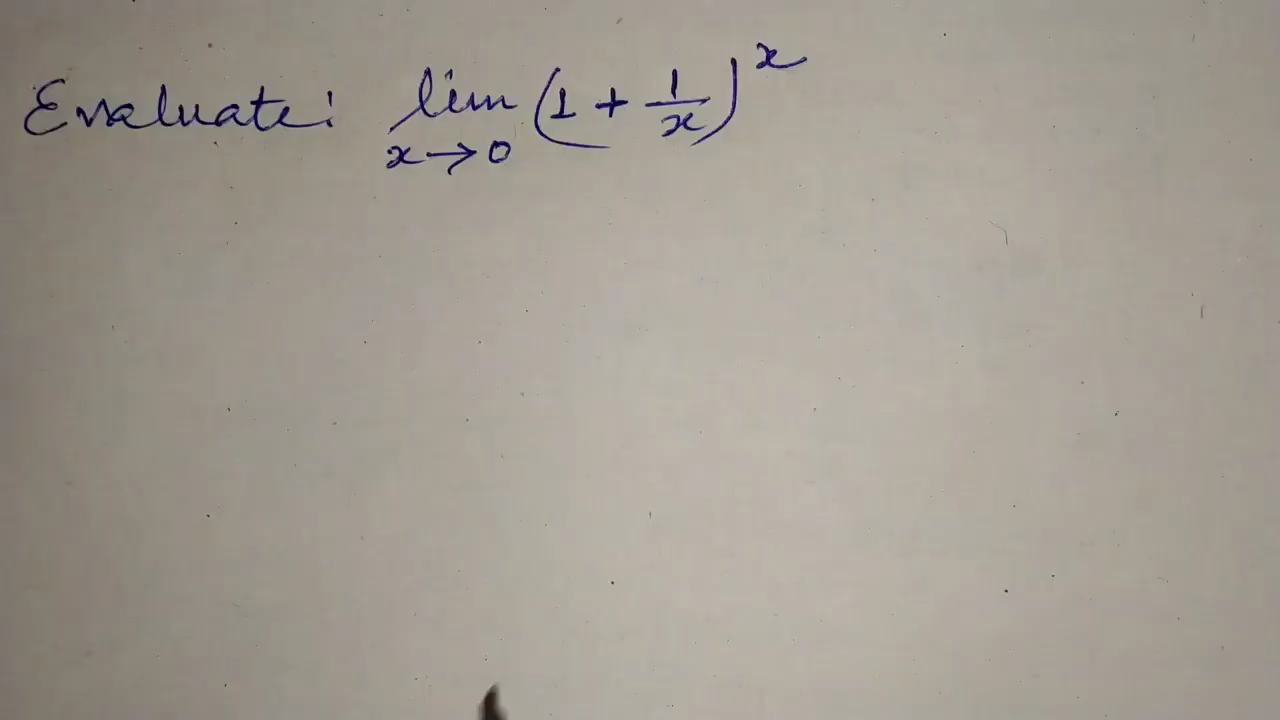 Evaluate: lim x→0 (1 + 1/x)^x